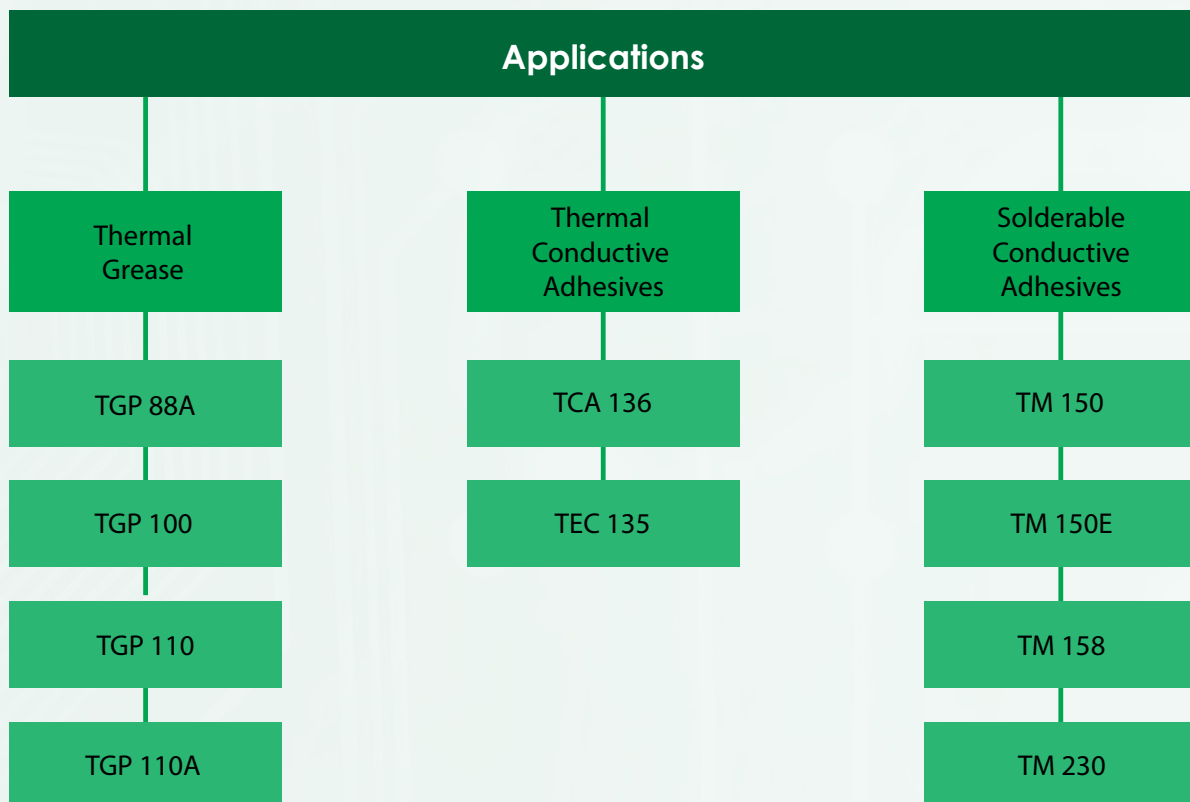 Applications
Thermal
Grease
TGP 88A
TGP 100
TGP 110
TGP 110A
Thermal
Conductive
Adhesives
TCA 136
TEC 135
Solderable
Conductive
Adhesives
TM 150
TM 150E
TM 158
TM 230